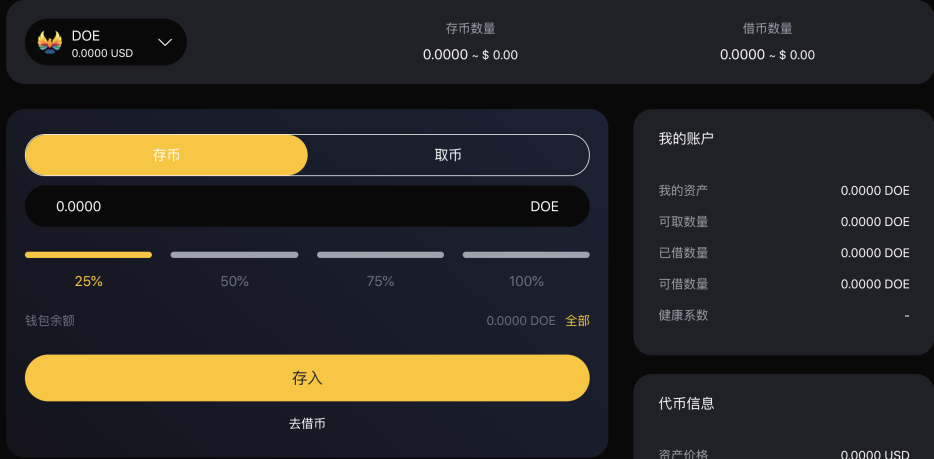 DOE
0.0000 USD
存币数量
0.0000 ~ $ 0.00
借币数量
0.0000 ~ $ 0.00
存币
取币
0.0000
DOE
25%
50%
75%
100%
钱包余额
0.0000 DOE 全部
存入
去借币
我的账户
我的资产
0.0000 DOE
可取数量
0.0000 DOE
已借数量
0.0000 DOE
可借数量
0.0000 DOE
健康系数
-
代币信息
资产价格
0.0000 USD